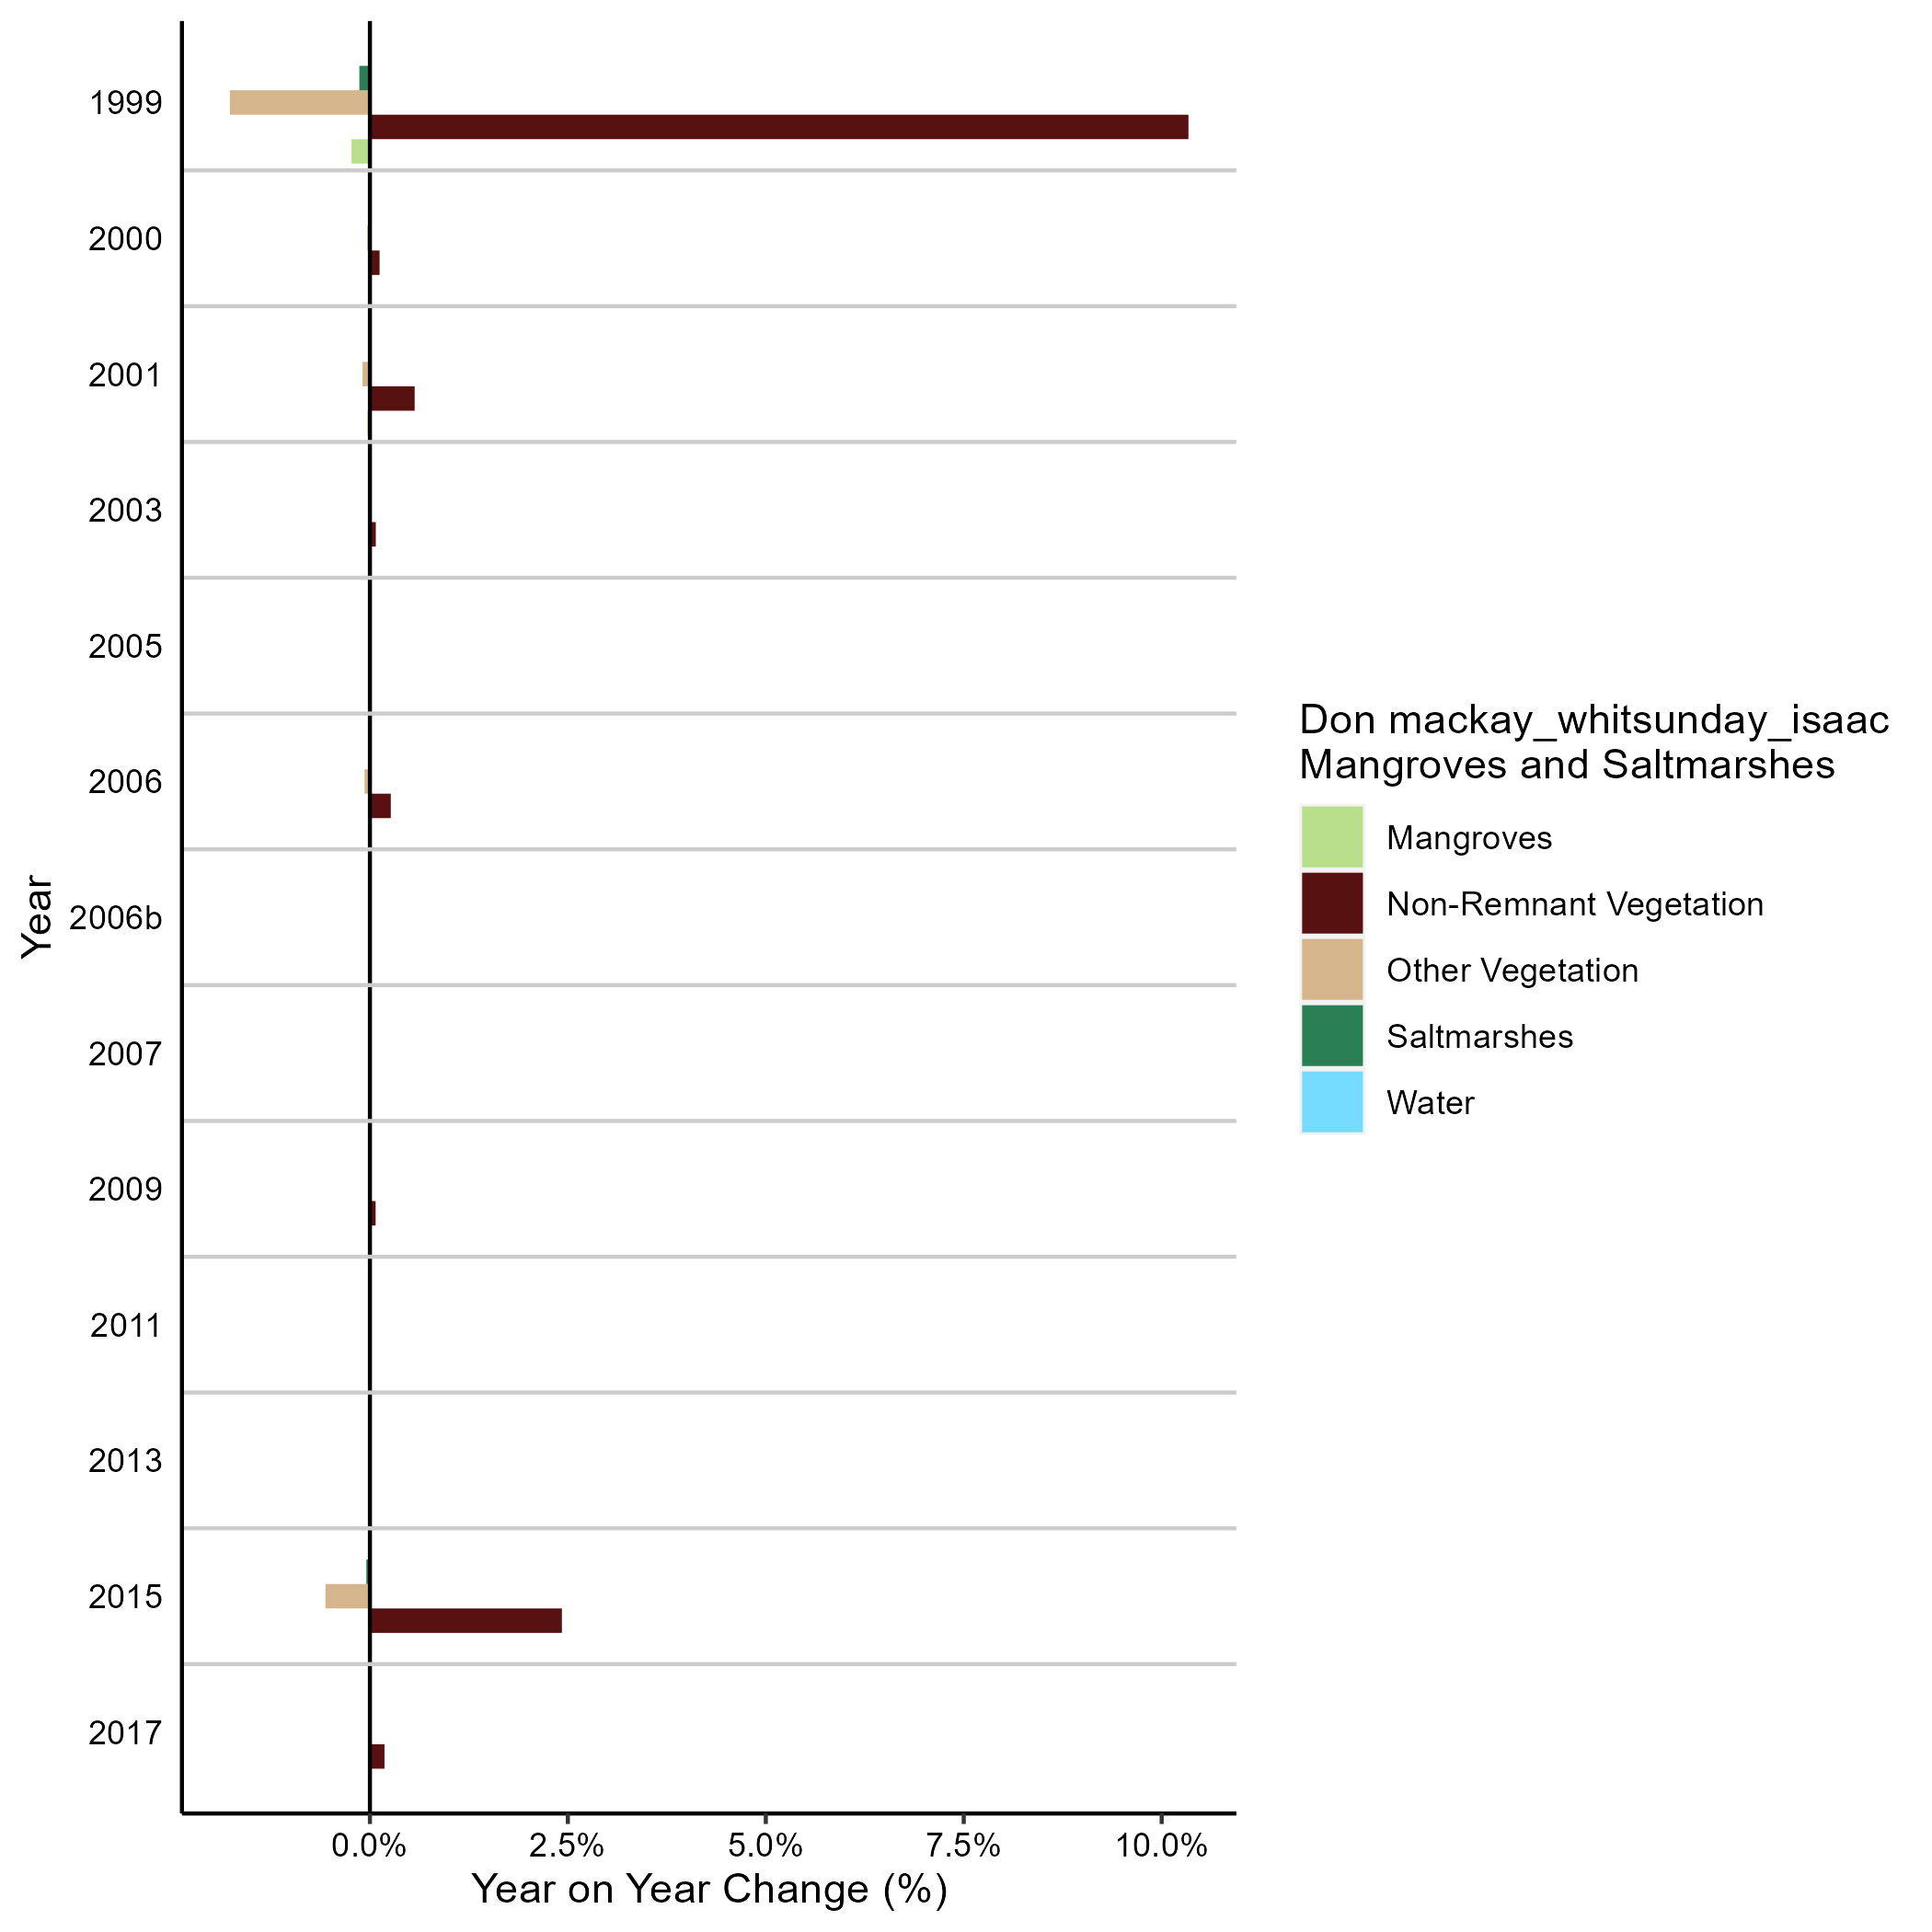 1999
2000
2001
2003
2005
2006
2006b
2007
2009
2011
2013
2015
2017
Year
0.0%
2.5%
5.0%
7.5%
10.0%
Year on Year Change (%)
Don mackay_whitsunday_isaac
Mangroves and Saltmarshes
Mangroves
Non-Remnant Vegetation
Other Vegetation
Saltmarshes
Water